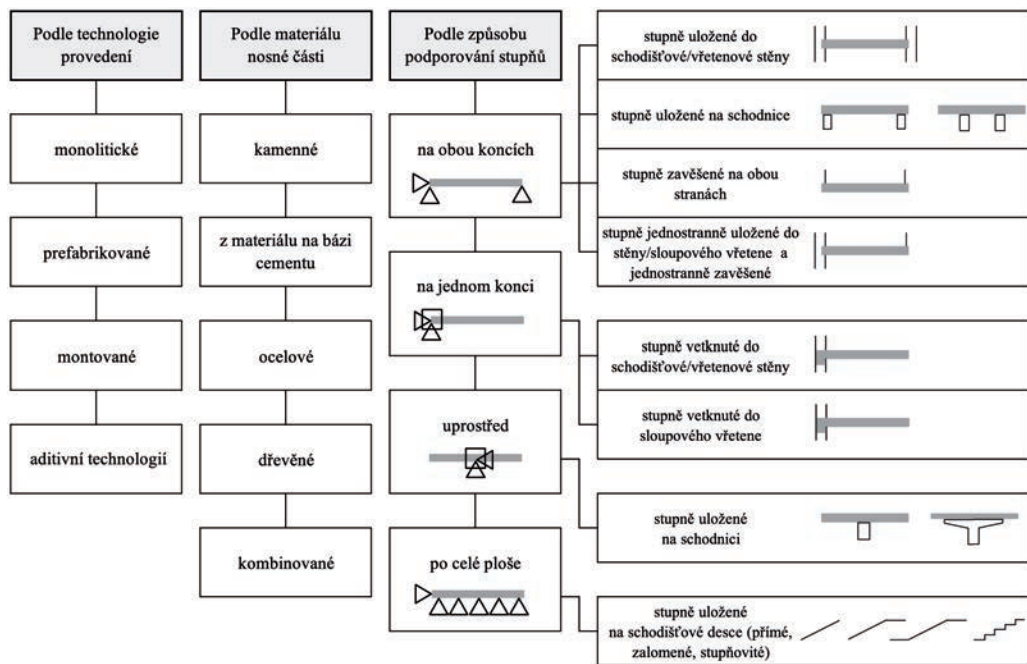 Podle technologie
provedení
monolitické
prefabrikované
montované
aditivní technologií
Podle materiálu
nosné části
kamenné
z materiálu na bázi
cementu
ocelové
dřevěné
kombinované
Podle způsobu
podporování stupňů
na obou koncích
na jednom konci
uprostřed
po celé ploše
stupně uložené do
schodišťové/vřetenové stěny
stupně uložené na schodnice
stupně zavěšené na obou
stranách
stupně jednostranně uložené do
stěny/sloupového vřetene a
jednostranně zavěšené
stupně vetknuté do
schodišťové/vřetenové stěny
stupně vetknuté do
sloupového vřetene
stupně uložené
na schodnici
stupně uložené
na schodišťové desce (přímé,
zalomené, stupňovité)